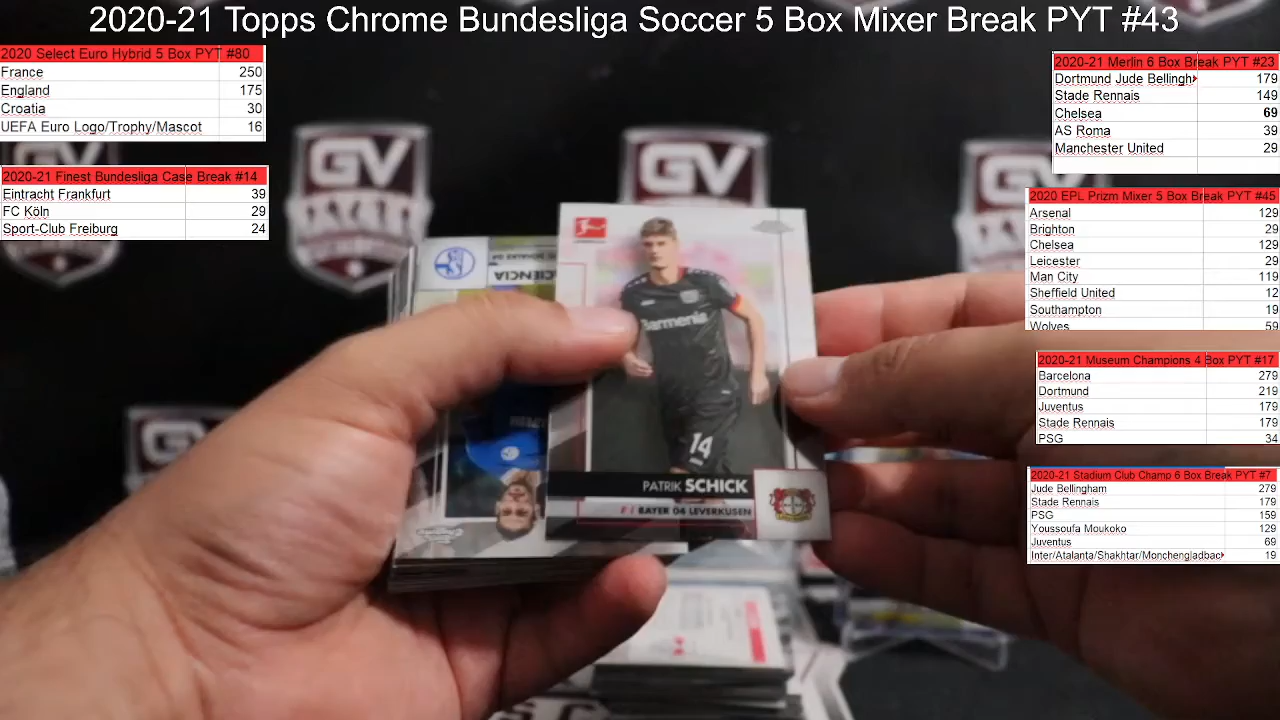 2020-21 Topps Chrome Bundesliga Soccer 5 Box Mixer Break PYT #43
2020 Select Euro Hybrid 5 Box PYT #80
France 250
England 175
Croatia 30
UEFA Euro Logo/Trophy/Mascot 16
2020-21 Finest Bundesliga Case Break #14
Eintracht Frankfurt 39
FC Köln 29
Sport-Club Freiburg 24
2020-21 Merlin 6 Box Break PYT #23
Dortmund Jude Bellingh 179
Stade Rennais 149
Chelsea 69
AS Roma 39
Manchester United 29
2020 EPL Prizm Mixer 5 Box Break PYT #45
Arsenal 129
Brighton 29
Chelsea 129
Leicester 29
Man City 119
Sheffield United 12
Southampton 19
Wolves 59
2020-21 Museum Champions 4 Box PYT #17
Barcelona 279
Dortmund 219
Juventus 179
Stade Rennais 179
PSG 34
2020-21 Stadium Club Champ 6 Box Break PYT #7
Jude Bellingham 279
Stade Rennais 179
PSG 159
Youssoufa Moukoko 129
Juventus 69
Inter/Atalanta/Shakhtar/Monchengladbac 19
GV
GV
GV
Barmenia
14
PATRIK SCHICK
BAYER 04 LEVERKUSEN